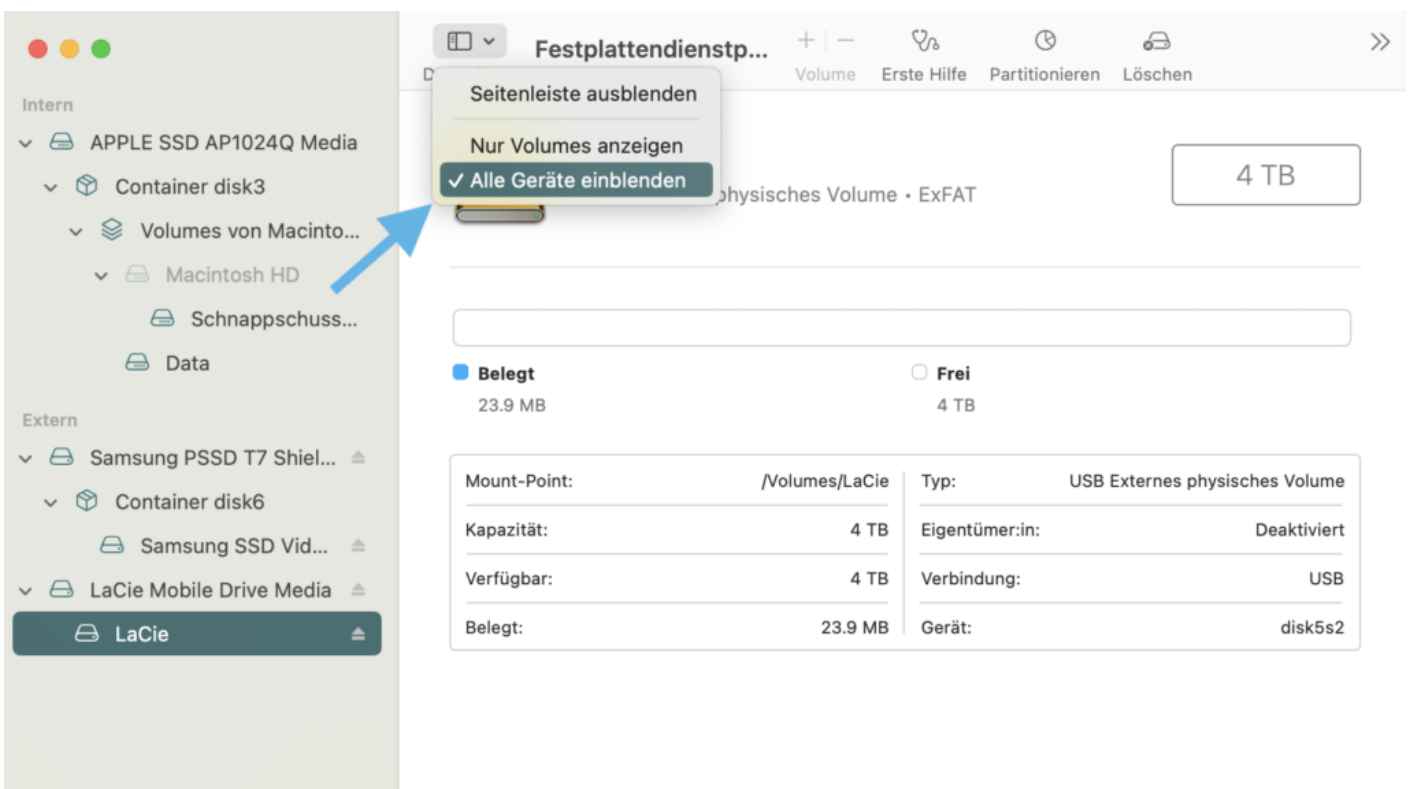 Festplattendienstp...
Volume
Erste Hilfe
Partitionieren
Löschen
Seitenleiste ausblenden
Nur Volumes anzeigen
✓ Alle Geräte einblenden
Intern
APPLE SSD AP1024Q Media
Container disk3
Volumes von Macinto...
Macintosh HD
Schnappschuss...
Data
Extern
Samsung PSSD T7 Shiel...
Container disk6
Samsung SSD Vid...
LaCie Mobile Drive Media
LaCie
physisches Volume • ExFAT
4 TB
Belegt
23.9 MB
Frei
4 TB
Mount-Point: /Volumes/LaCie
Kapazität: 4 TB
Verfügbar: 4 TB
Belegt: 23.9 MB
Typ: USB Externes physisches Volume
Eigentümer:in: Deaktiviert
Verbindung: USB
Gerät: disk5s2